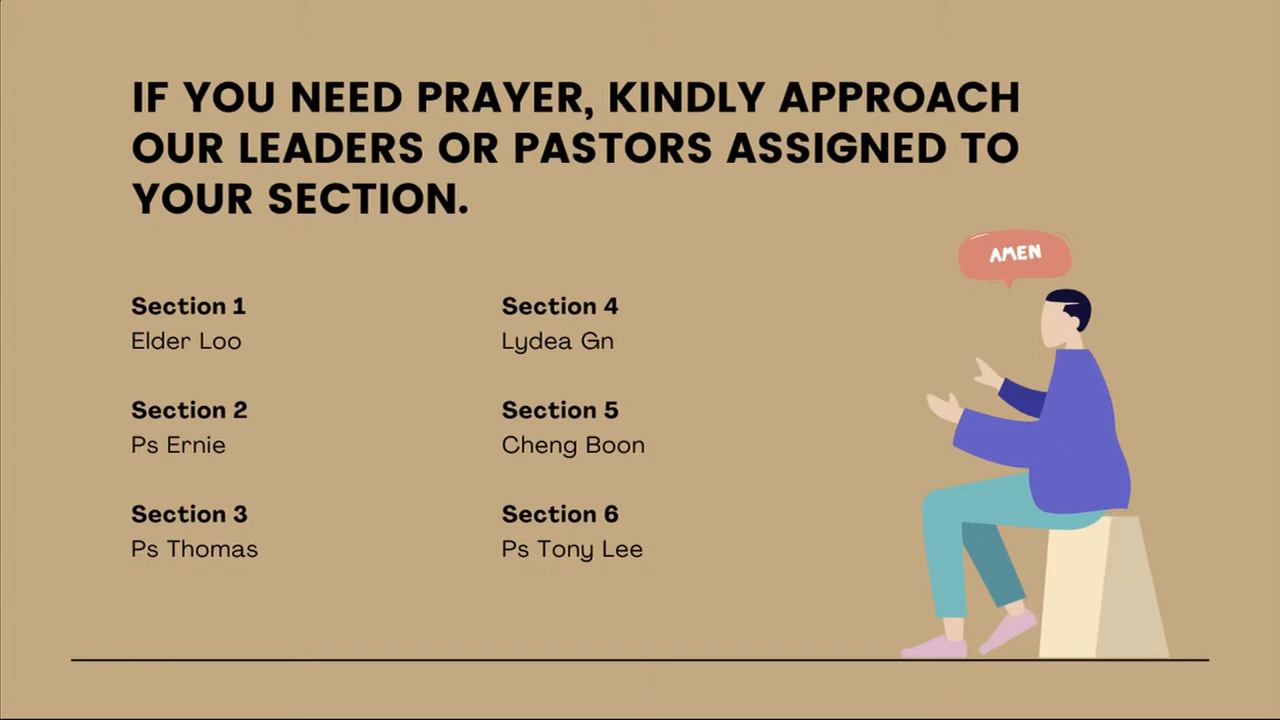 IF YOU NEED PRAYER, KINDLY APPROACH
OUR LEADERS OR PASTORS ASSIGNED TO
YOUR SECTION.
AMEN
Section 1
Elder Loo
Section 2
Ps Ernie
Section 3
Ps Thomas
Section 4
Lydea Gn
Section 5
Cheng Boon
Section 6
Ps Tony Lee